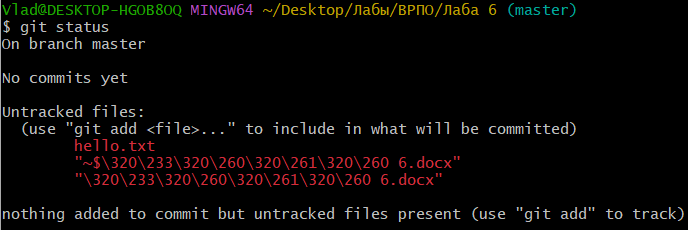 Vlad@DESKTOP-HGOB8OQ MINGW64 ~/Desktop/Лабы/ВРПО/Лаба 6 (master)
$ git status
On branch master
No commits yet
Untracked files:
(use "git add <file>..." to include in what will be committed)
hello.txt
"~$\320\233\320\260\320\261\320\260 6.docx"
"\320\233\320\260\320\261\320\260 6.docx"
nothing added to commit but untracked files present (use "git add" to track)